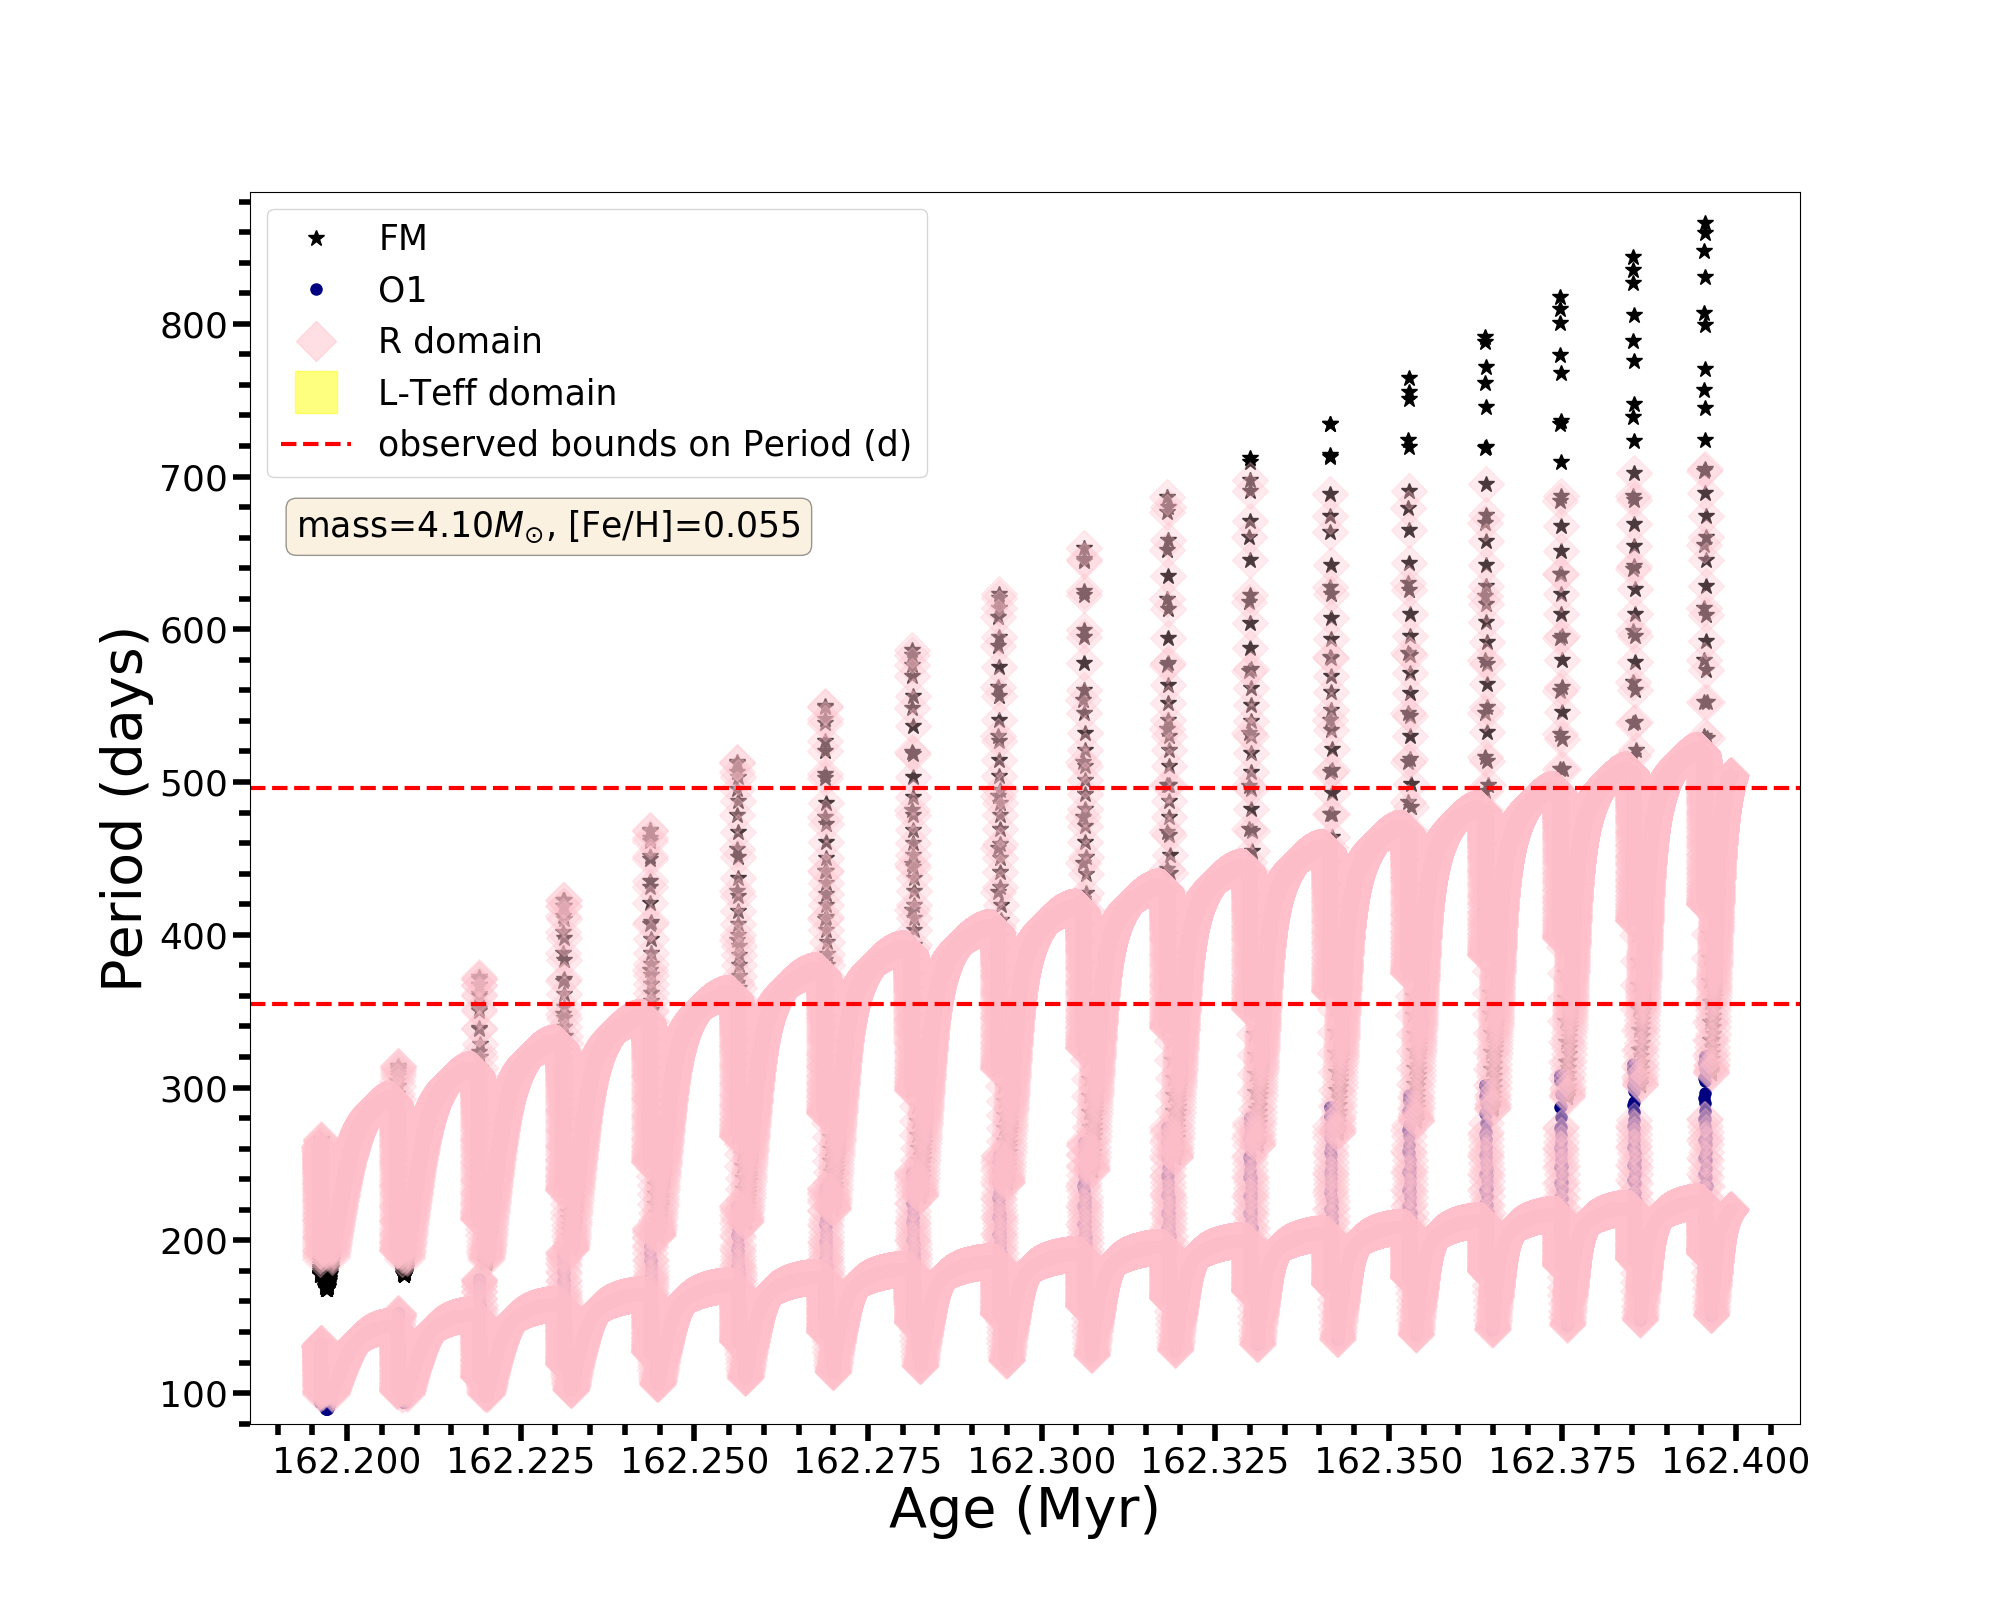 FM
O1
R domain
L-Teff domain
observed bounds on Period (d)
mass=4.10M⊙, [Fe/H]=0.055
Period (days)
800
700
600
500
400
300
200
100
162.200 162.225 162.250 162.275 162.300 162.325 162.350 162.375 162.400
Age (Myr)